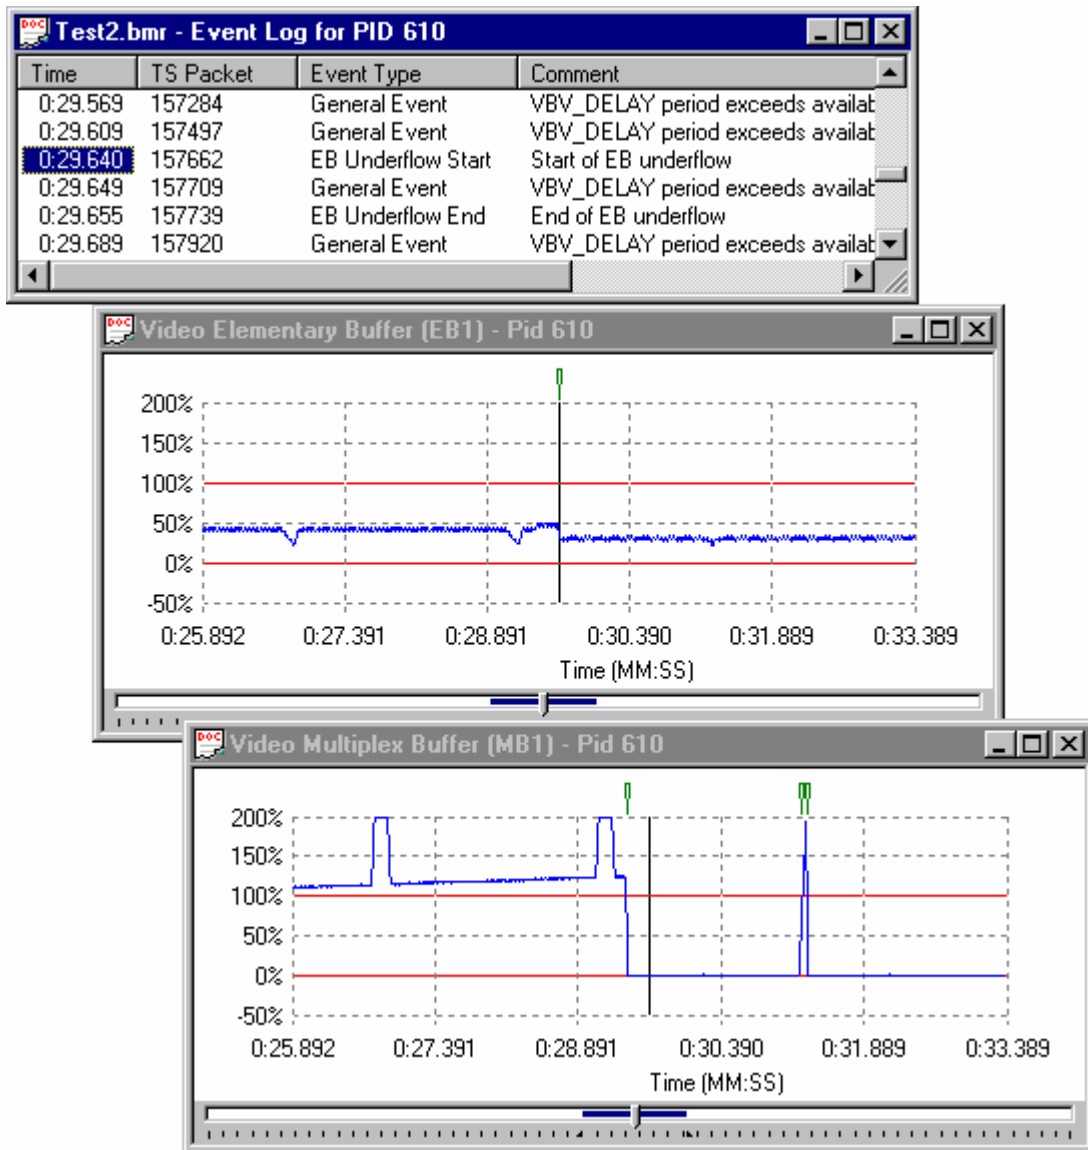 Test2.bmr - Event Log for PID 610
Time TS Packet Event Type Comment
0:29.569 157284 General Event VBV_DELAY period exceeds availab
0:29.609 157497 General Event VBV_DELAY period exceeds availab
0:29.640 157662 EB Underflow Start Start of EB underflow
0:29.649 157709 General Event VBV_DELAY period exceeds availab
0:29.655 157739 EB Underflow End End of EB underflow
0:29.689 157920 General Event VBV_DELAY period exceeds availab
DOC Video Elementary Buffer (EB1) - Pid 610
200%
150%
100%
50%
0%
-50%
0:25.892 0:27.391 0:28.891 0:30.390 0:31.889 0:33.389
Time (MM:SS)
DOC Video Multiplex Buffer (MB1) - Pid 610
200%
150%
100%
50%
0%
-50%
0:25.892 0:27.391 0:28.891 0:30.390 0:31.889 0:33.389
Time (MM:SS)